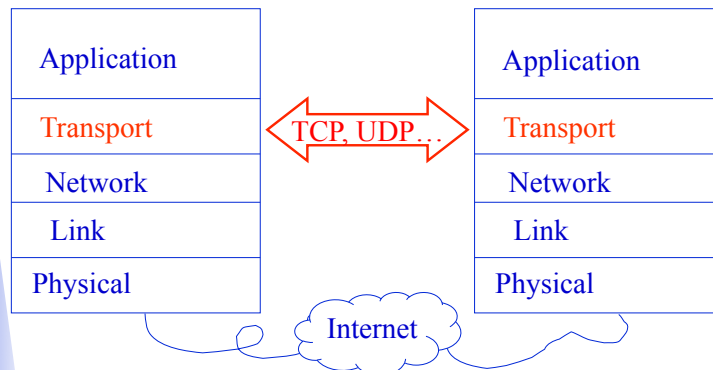 Application
Transport
Network
Link
Physical
TCP, UDP…
Application
Transport
Network
Link
Physical
Internet